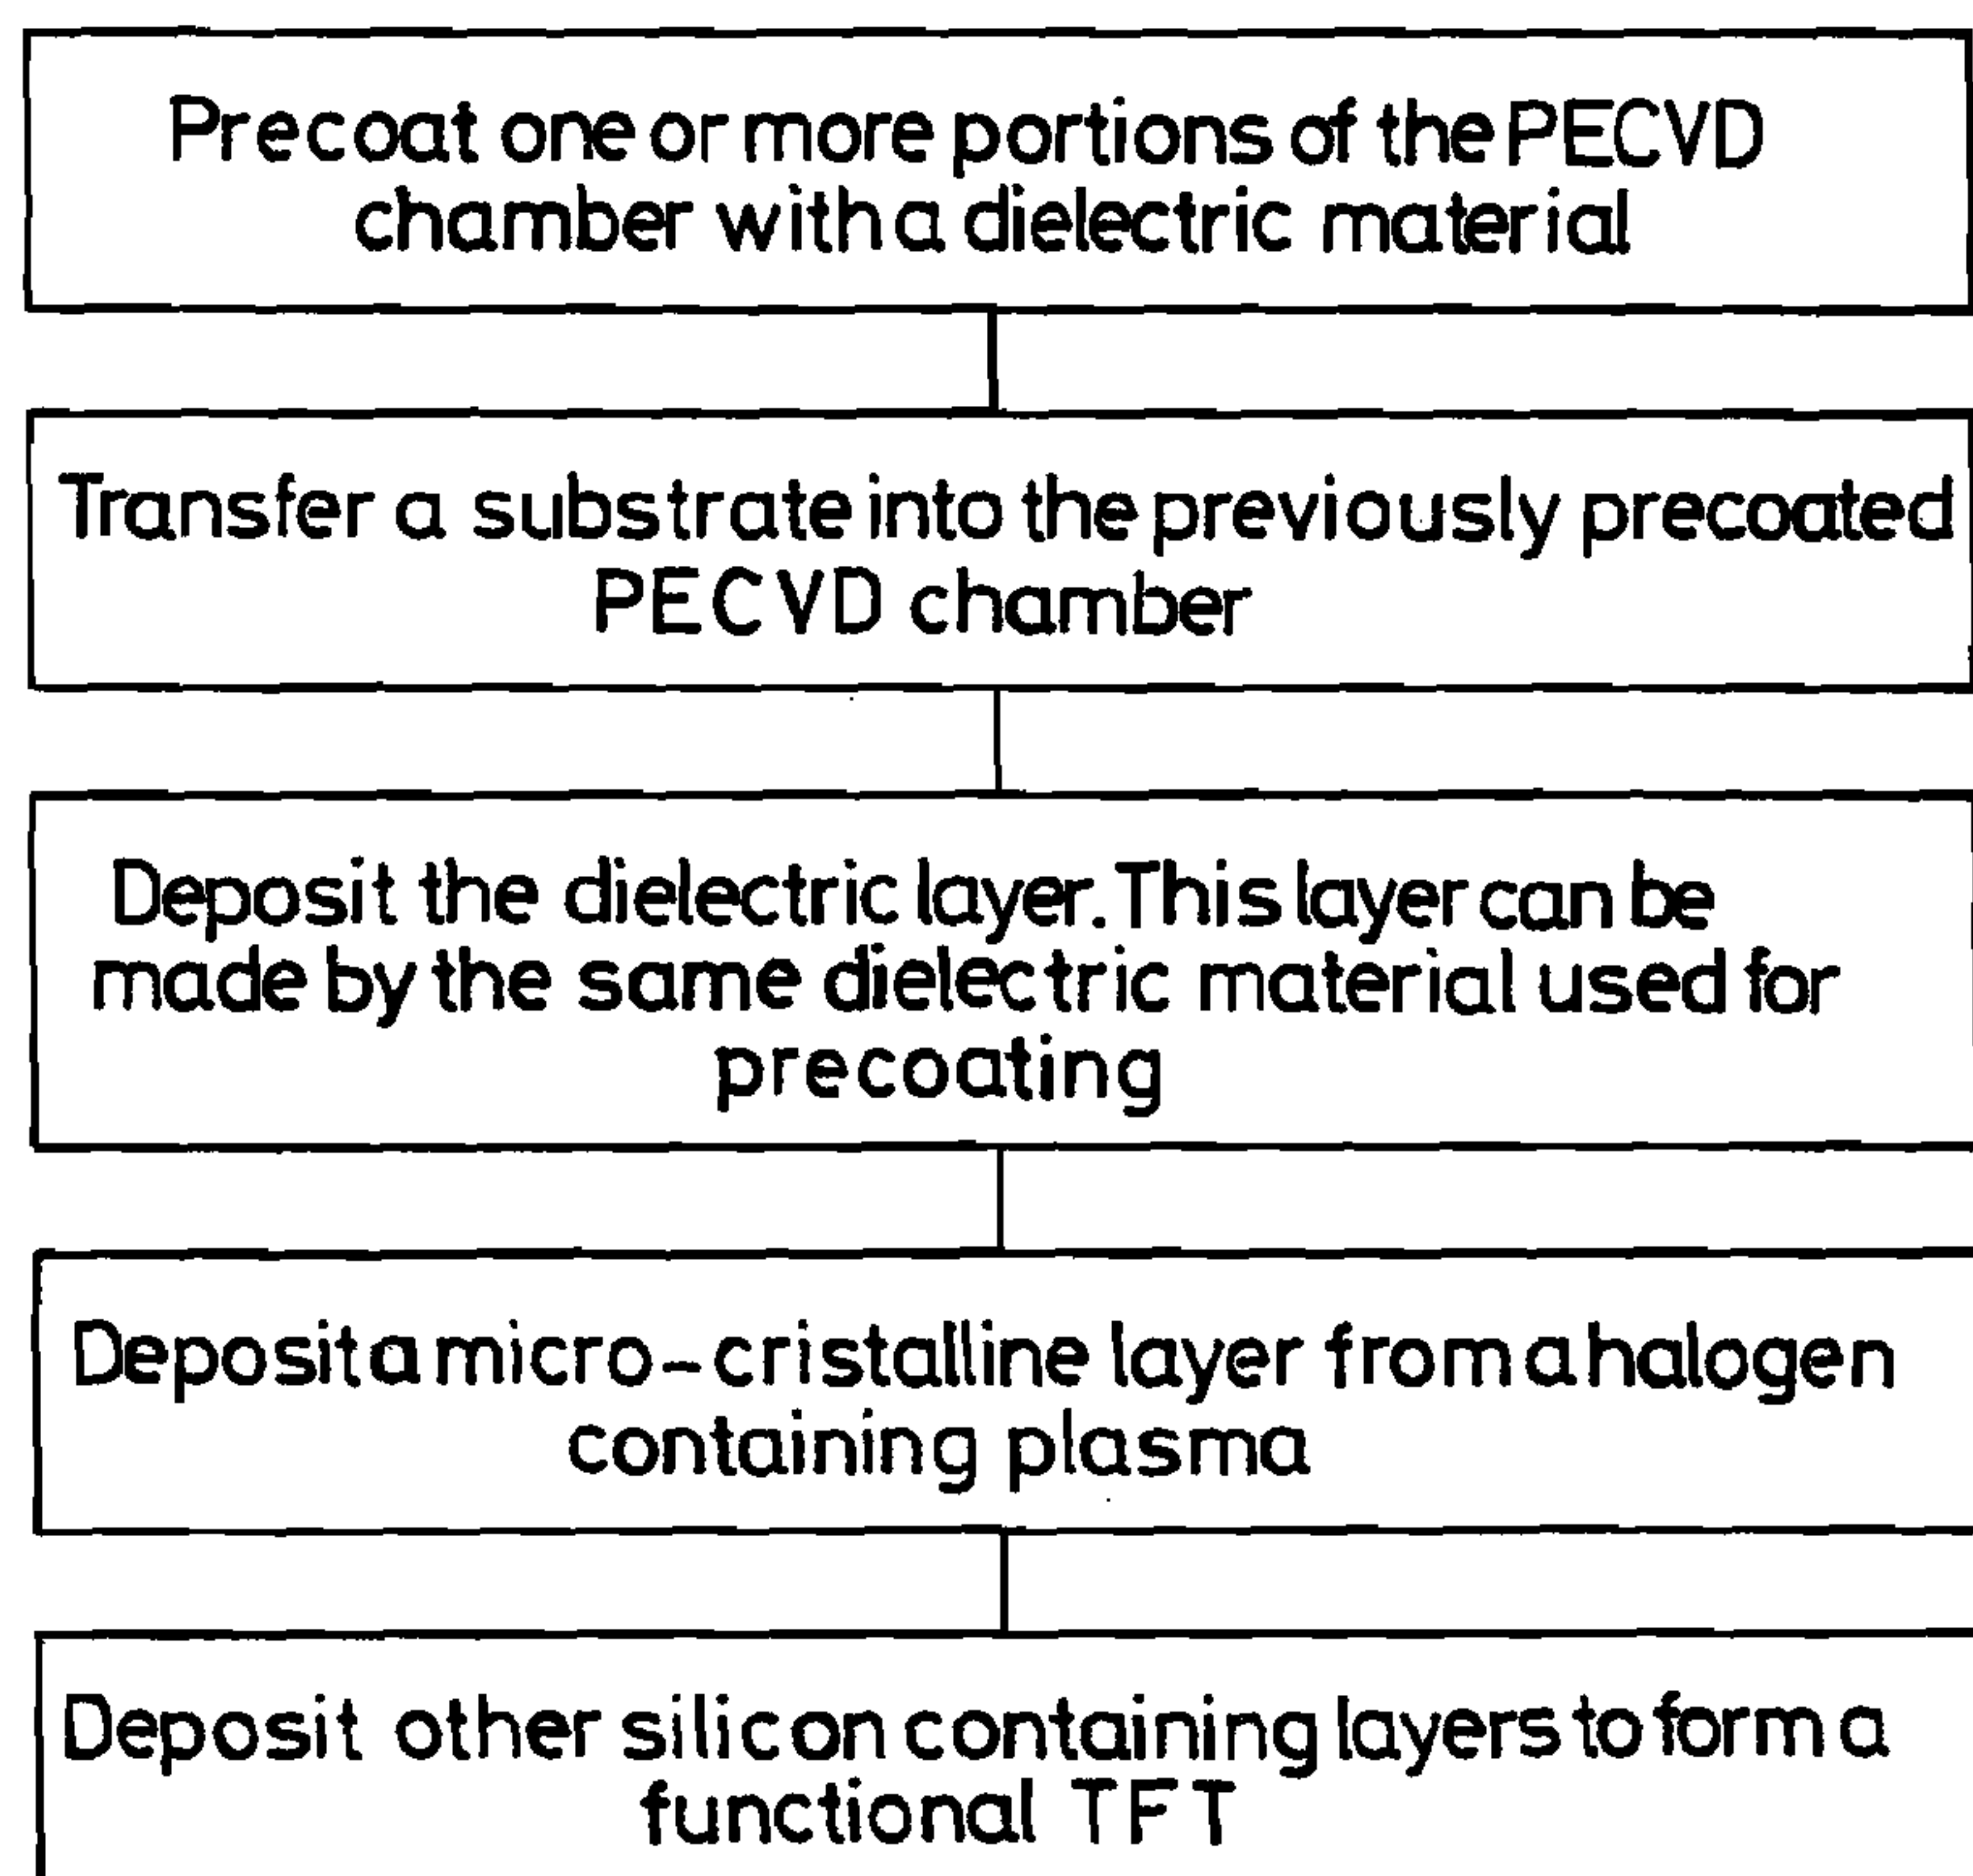 Precoat one or more portions of the PECVD
chamber with a dielectric material
Transfer a substrate into the previously precoated
PECVD chamber
Deposit the dielectric layer. This layer can be
made by the same dielectric material used for
precoating
Deposit a micro-cristalline layer from a halogen
containing plasma
Deposit other silicon containing layers to form a
functional TFT